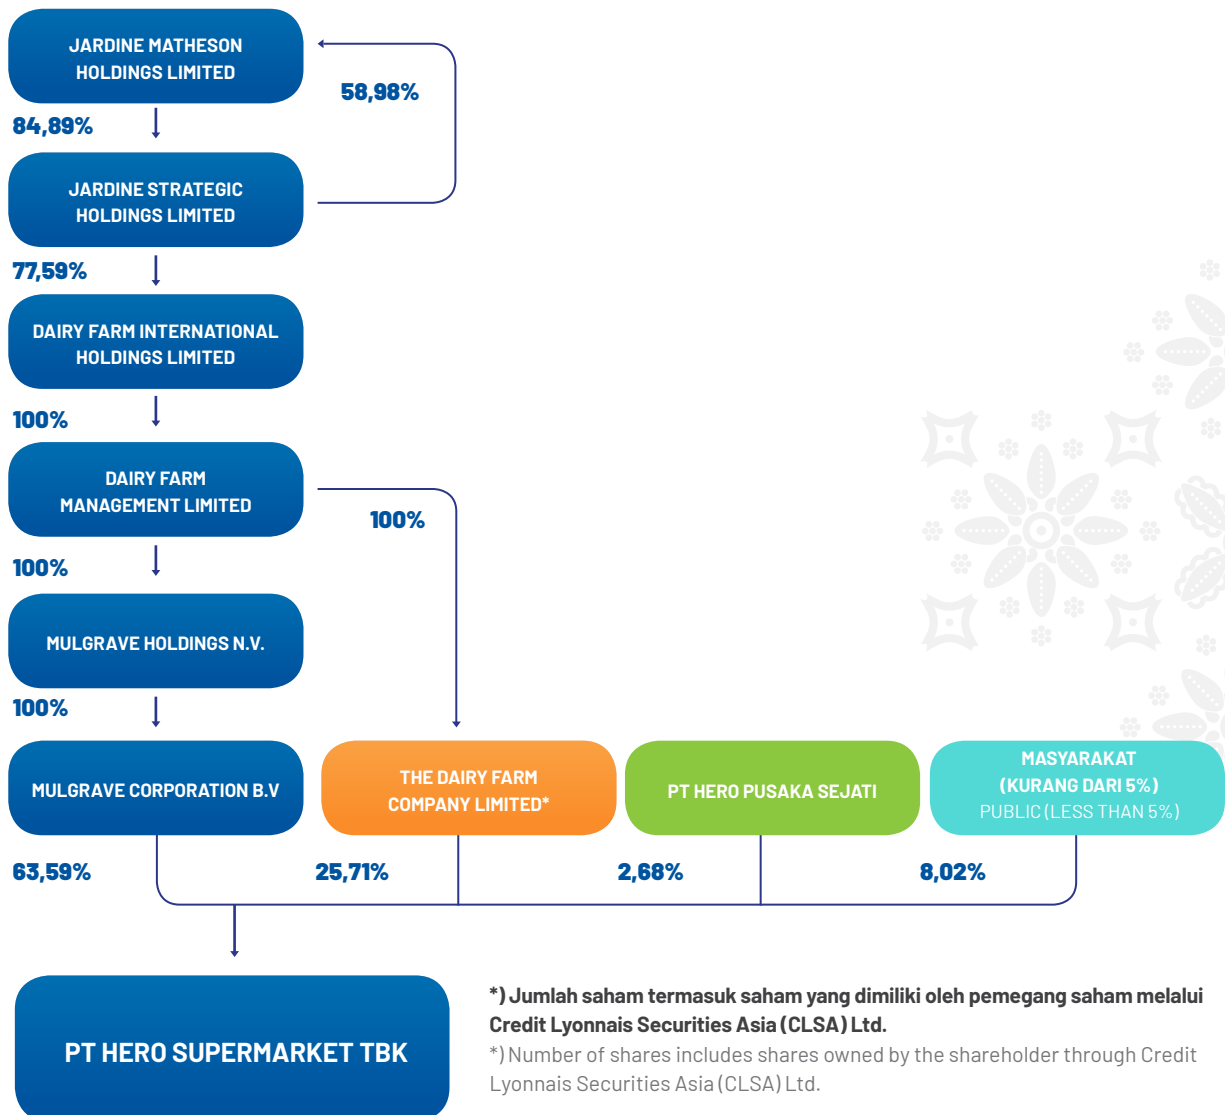 JARDINE MATHESON
HOLDINGS LIMITED
58,98%
84,89%
JARDINE STRATEGIC
HOLDINGS LIMITED
77,59%
DAIRY FARM INTERNATIONAL
HOLDINGS LIMITED
100%
DAIRY FARM
MANAGEMENT LIMITED
100%
100%
MULGRAVE HOLDINGS N.V.
100%
MULGRAVE CORPORATION B.V
THE DAIRY FARM
COMPANY LIMITED*
PT HERO PUSAKA SEJATI
MASYARAKAT
(KURANG DARI 5%)
PUBLIC (LESS THAN 5%)
63,59%
25,71%
2,68%
8,02%
PT HERO SUPERMARKET TBK
*) Jumlah saham termasuk saham yang dimiliki oleh pemegang saham melalui
Credit Lyonnais Securities Asia (CLSA) Ltd.
*) Number of shares includes shares owned by the shareholder through Credit
Lyonnais Securities Asia (CLSA) Ltd.